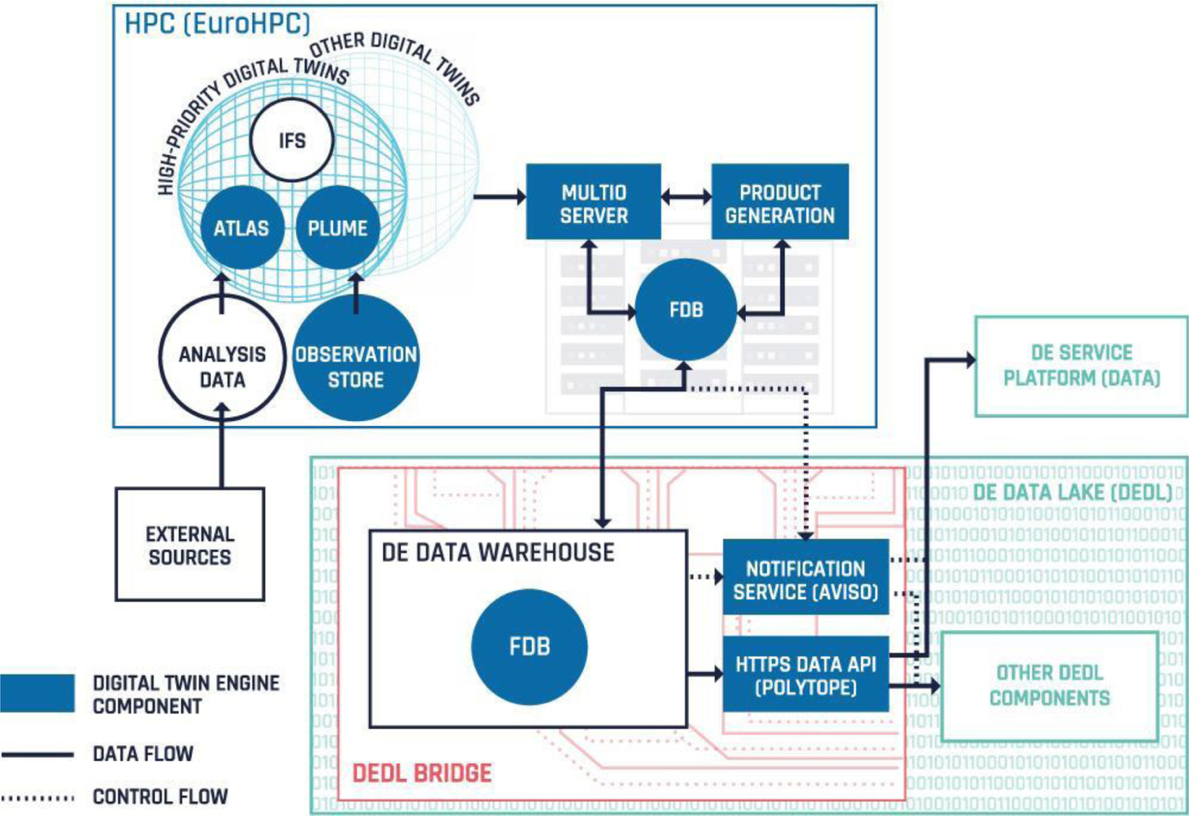 HPC (EuroHPC)
OTHER DIGITAL TWINS
HIGH-PRIORITY DIGITAL TWINS
IFS
ATLAS
PLUME
MULTIO
SERVER
PRODUCT
GENERATION
FDB
ANALYSIS
DATA
OBSERVATION
STORE
DE SERVICE
PLATFORM (DATA)
EXTERNAL
SOURCES
DE DATA LAKE (DEDL)
DE DATA WAREHOUSE
FDB
NOTIFICATION
SERVICE (AVISO)
HTTPS DATA API
(POLYTOPE)
OTHER DEDL
COMPONENTS
DEDL BRIDGE
DIGITAL TWIN ENGINE
COMPONENT
DATA FLOW
CONTROL FLOW